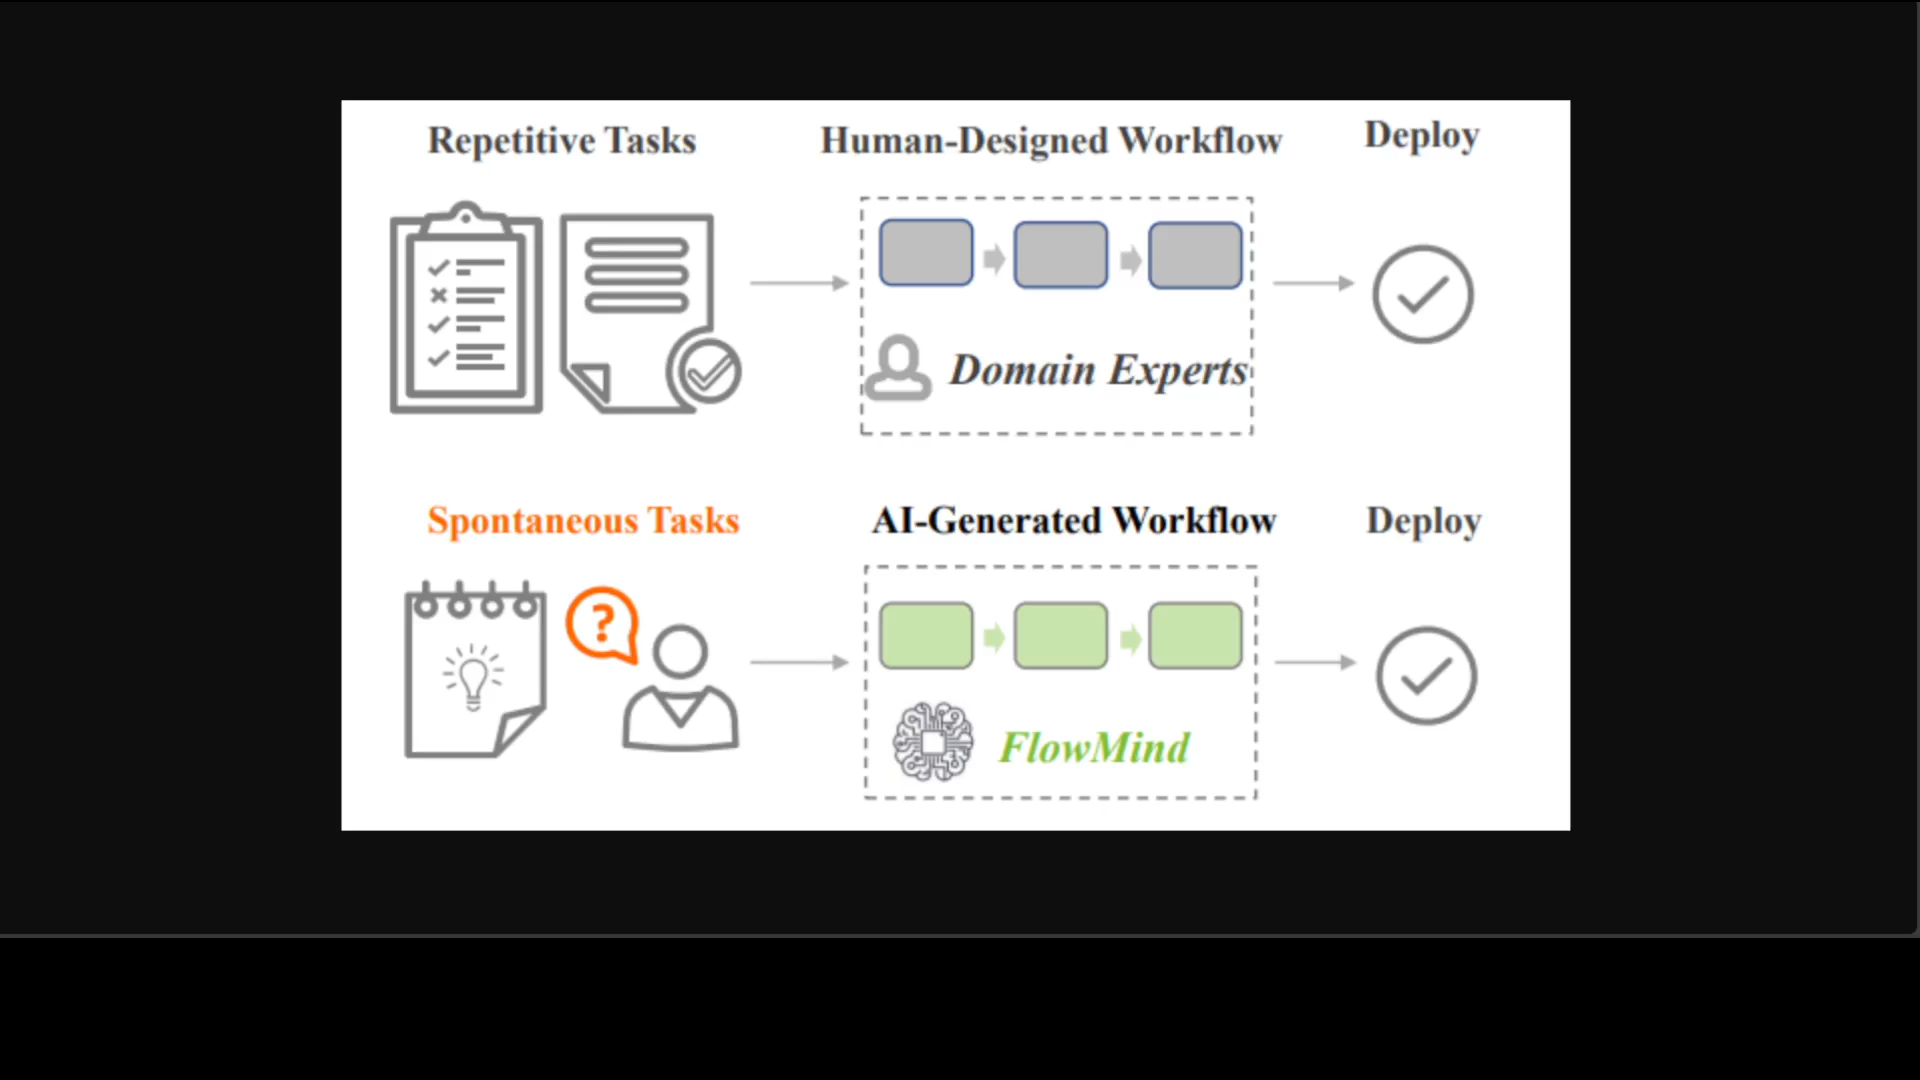 Repetitive Tasks
Human-Designed Workflow
Deploy
Domain Experts
Spontaneous Tasks
AI-Generated Workflow
Deploy
?
FlowMind